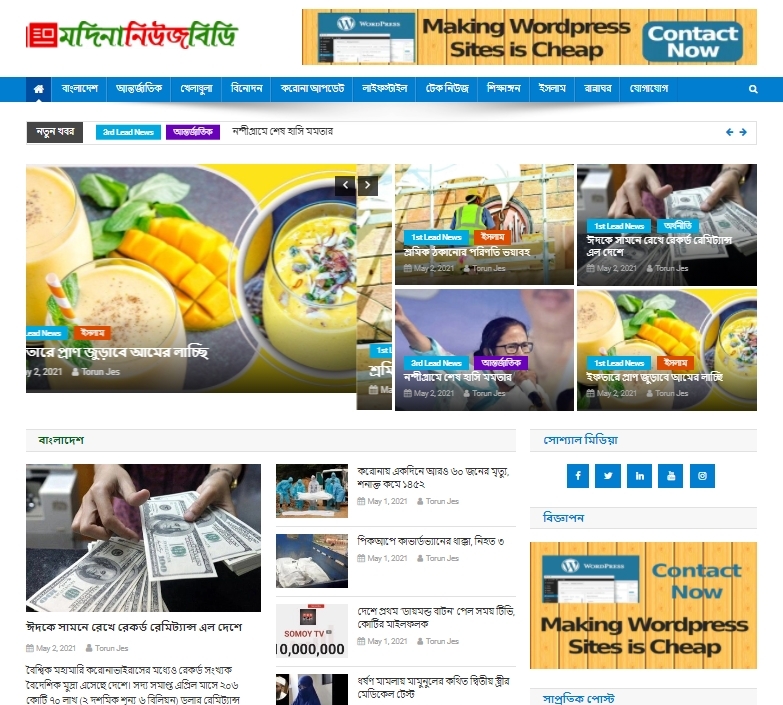 মদিনানিউজবিডি
WORDPRESS
Making Wordpress
Sites is Cheap
Contact
Now
বাংলাদেশ আন্তর্জাতিক খেলাধুলা বিনোদন করোনা আপডেট লাইফস্টাইল টেক নিউজ শিক্ষাঙ্গন ইসলাম রান্নাঘর যোগাযোগ
নতুন খবর 3rd Lead News আন্তর্জাতিক নন্দীগ্রামে শেষ হাসি মমতার
ead News ইসলাম
তারে প্রাণ জুড়াবে আমের লাচ্ছি
y 2, 2021 Torun Jes
1st L
শ্রমি
Ma
1st Lead News ইসলাম
শ্রমিক ঠকানোর পরিণতি ভয়াবহ
May 2, 2021 Torun Jes
1st Lead News অর্থনীতি
ঈদকে সামনে রেখে রেকর্ড রেমিট্যান্স
এল দেশে
May 2, 2021 Torun Jes
3rd Lead News আন্তর্জাতিক
নন্দীগ্রামে শেষ হাসি মমতার
May 2, 2021 Torun Jes
1st Lead News ইসলাম
ইফতারে প্রাণ জুড়াবে আমের লাচ্ছি
May 2, 2021 Torun Jes
বাংলাদেশ
ঈদকে সামনে রেখে রেকর্ড রেমিট্যান্স এল দেশে
May 2, 2021 Torun Jes
বৈশ্বিক মহামারি করোনাভাইরাসের মধ্যেও রেকর্ড সংখ্যক
বৈদেশিক মুদ্রা এসেছে দেশে। সদ্য সমাপ্ত এপ্রিল মাসে ২০৬
কোটি ৭০ লাখ (২ দশমিক শূন্য ৬ বিলিয়ন) ডলার রেমিট্যান্স
করোনায় একদিনে আরও ৬০ জনের মৃত্যু,
শনাক্ত কমে ১৪৫২
May 1, 2021 Torun Jes
পিকআপে কাভার্ডভ্যানের ধাক্কা, নিহত ৩
May 1, 2021 Torun Jes
SOMOY TV
10,000,000
দেশে প্রথম 'ডায়মন্ড বাটন' পেল সময় টিভি,
কোটির মাইলফলক
May 1, 2021 Torun Jes
ধর্ষণ মামলায় মামুনুলের কথিত দ্বিতীয় স্ত্রীর
মেডিকেল টেস্ট
সোশ্যাল মিডিয়া
বিজ্ঞাপন
WORDPRESS
Contact
Now
Making Wordpress
Sites is Cheap
সাম্প্রতিক পোস্ট